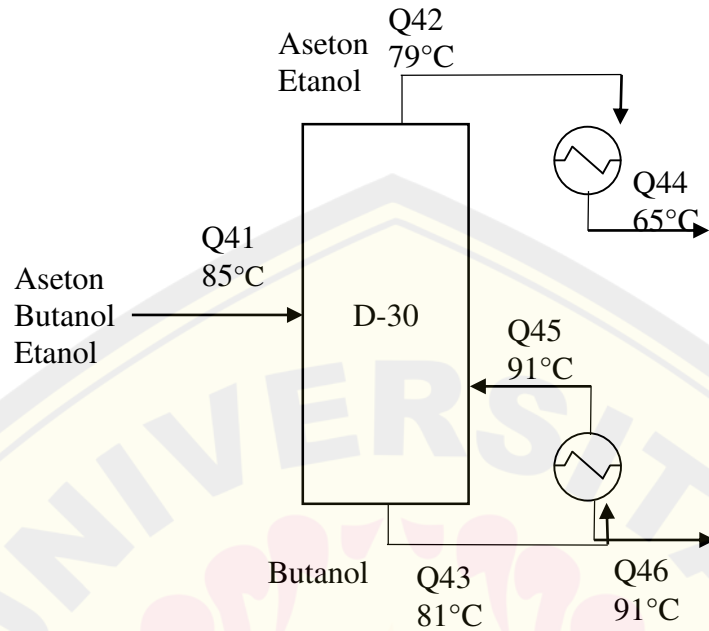 Aseton
Etanol
Q42
79°C
Q44
65°C
Q41
85°C
Aseton
Butanol
Etanol
D-30
Q45
91°C
Butanol
Q43
81°C
Q46
91°C
UNIVERSITA